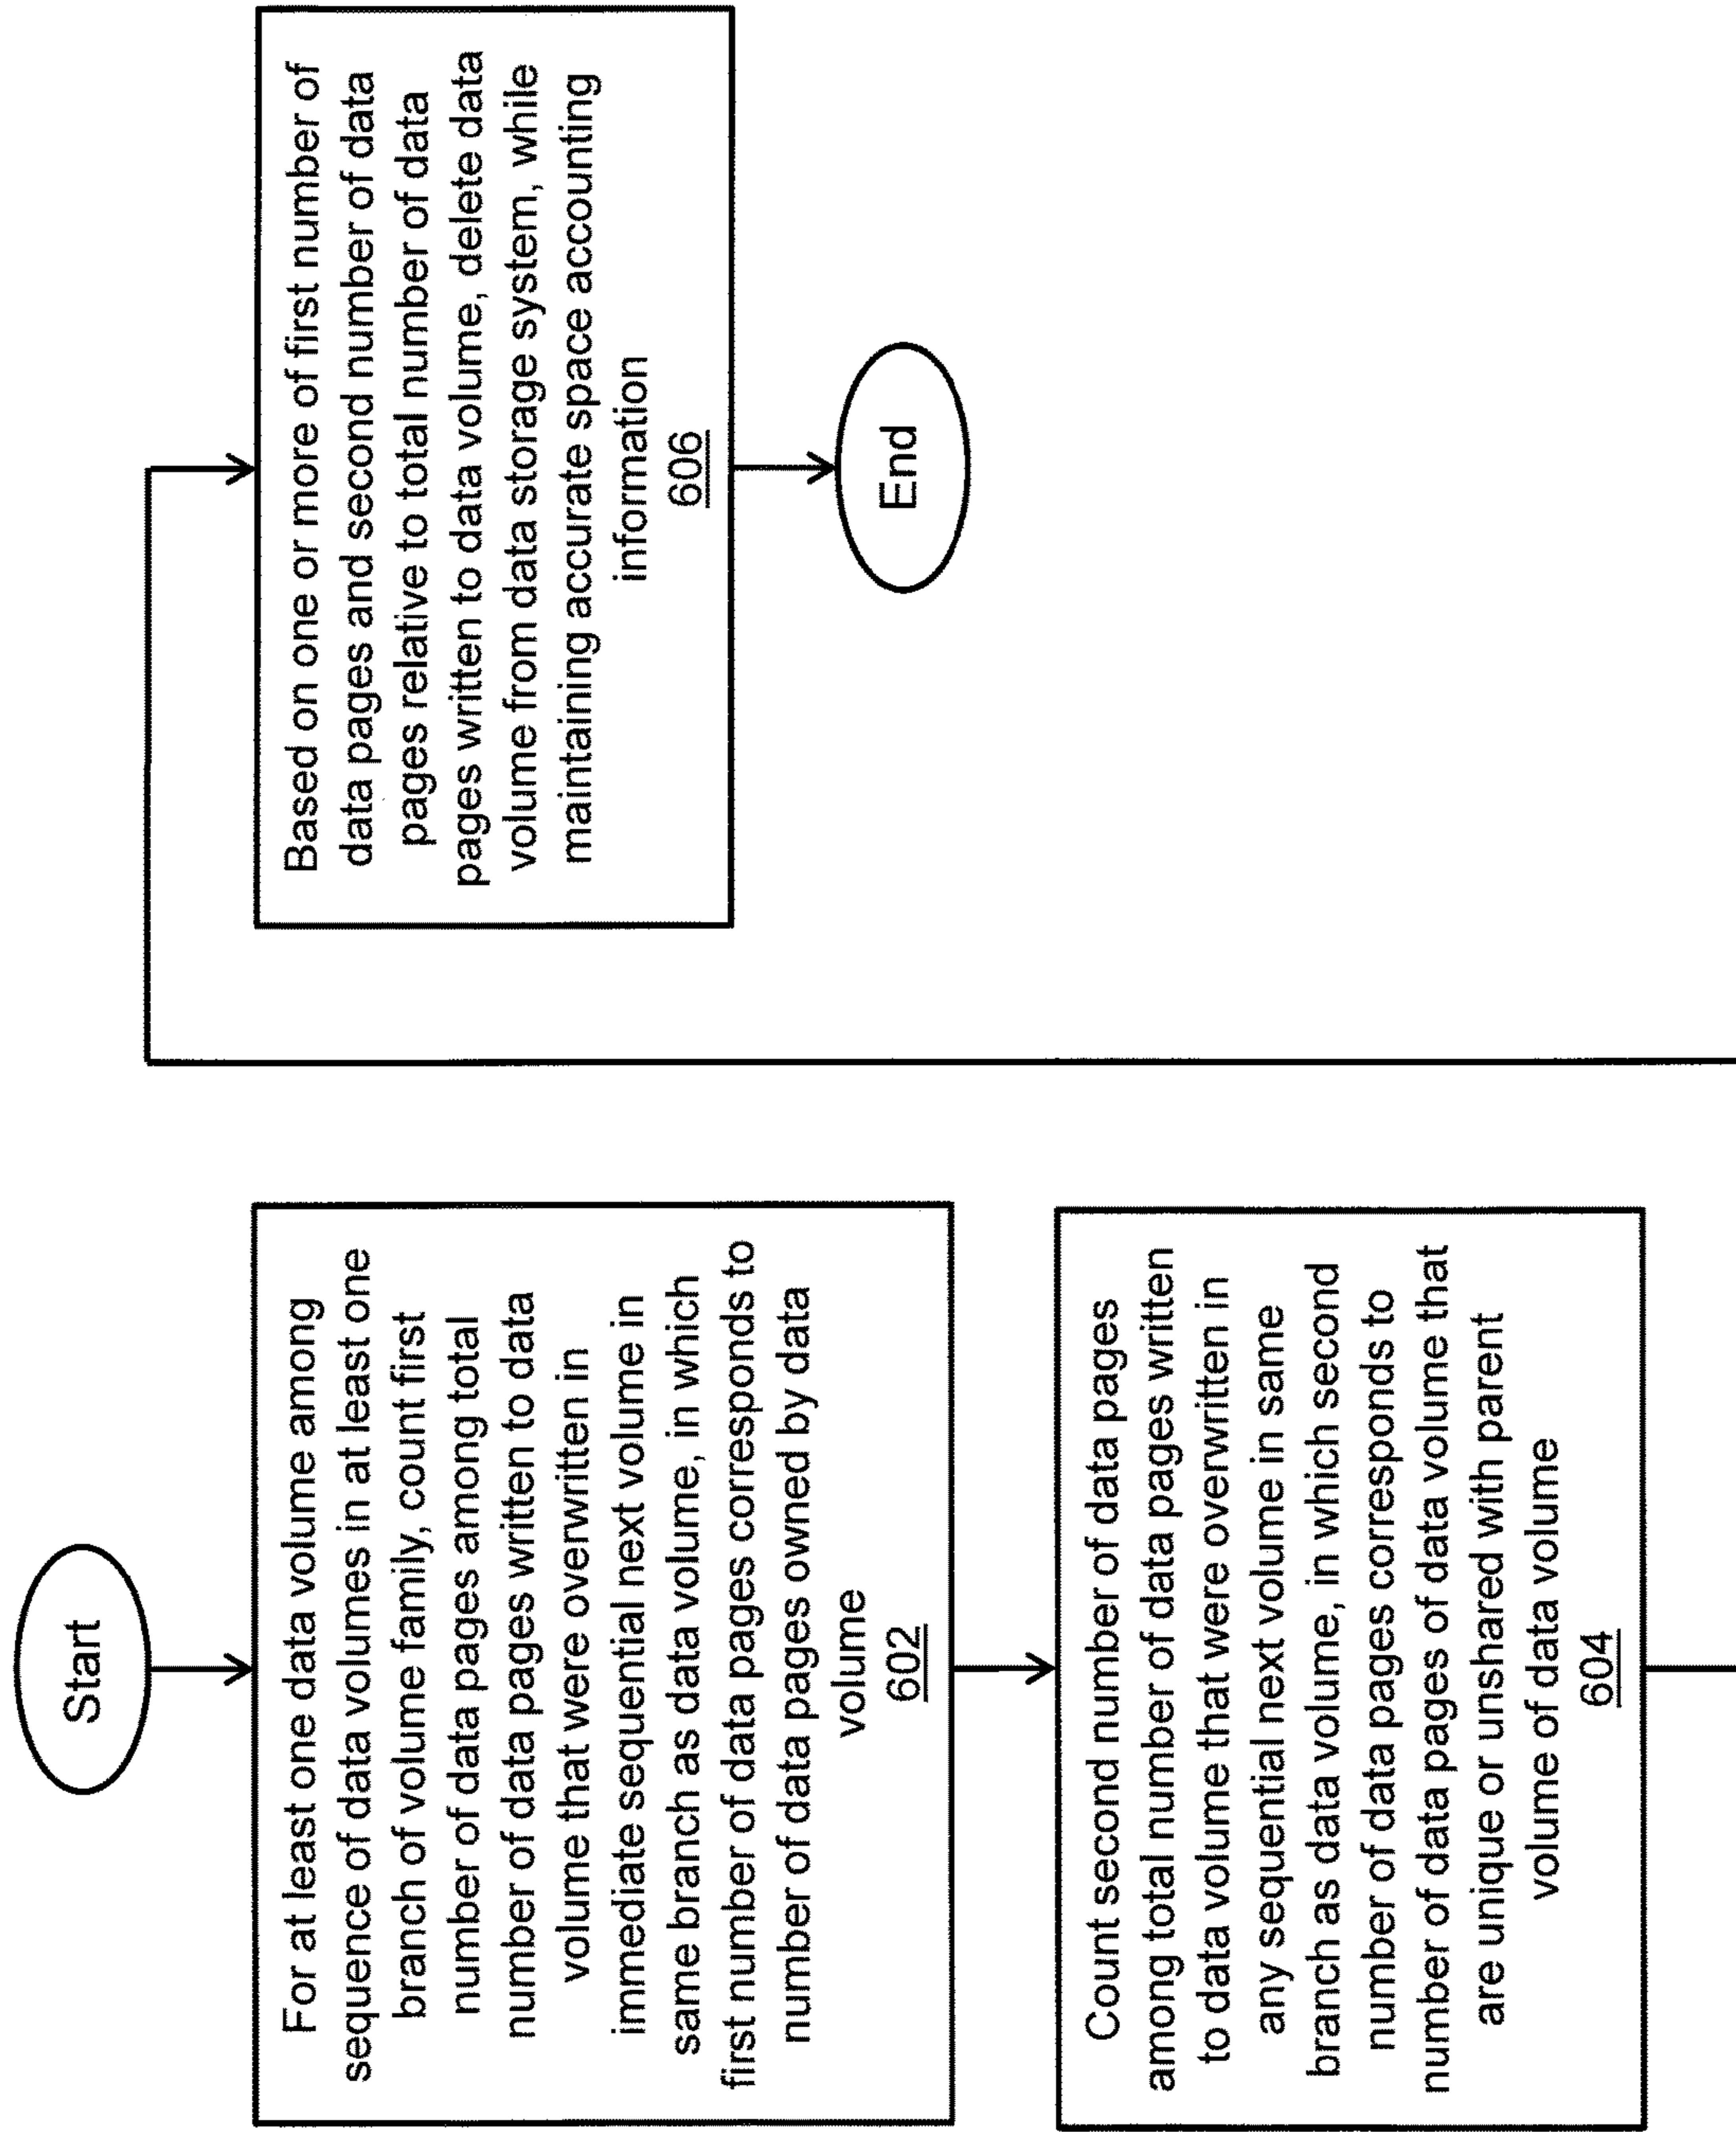 Start
For at least one data volume among
sequence of data volumes in at least one
branch of volume family, count first
number of data pages among total
number of data pages written to data
volume that were overwritten in
immediate sequential next volume in
same branch as data volume, in which
first number of data pages corresponds to
number of data pages owned by data
volume
602
Count second number of data pages
among total number of data pages written
to data volume that were overwritten in
any sequential next volume in same
branch as data volume, in which second
number of data pages corresponds to
number of data pages of data volume that
are unique or unshared with parent
volume of data volume
604
Based on one or more of first number of
data pages and second number of data
pages relative to total number of data
pages written to data volume, delete data
volume from data storage system, while
maintaining accurate space accounting
information
606
End